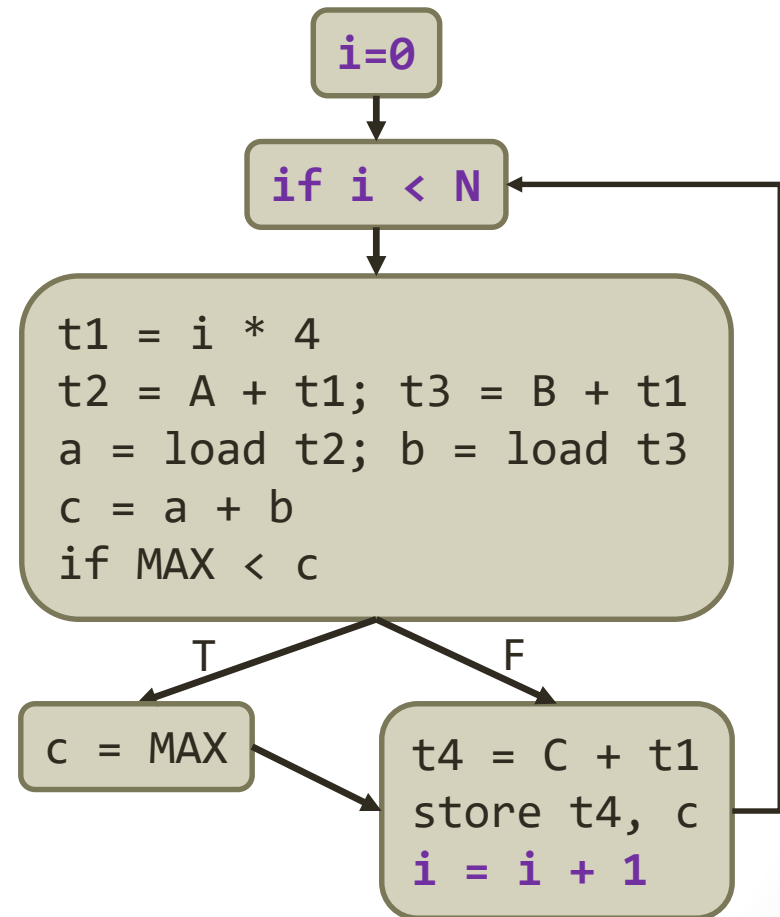 i=0
if i < N
t1 = i * 4
t2 = A + t1; t3 = B + t1
a = load t2; b = load t3
c = a + b
if MAX < c
T
F
c = MAX
t4 = C + t1
store t4, c
i = i + 1